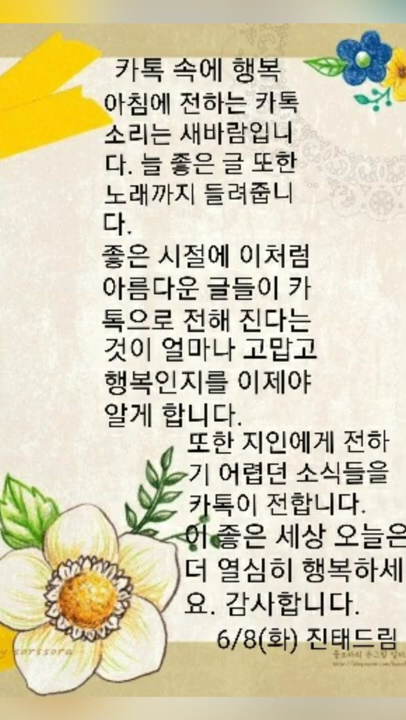 카톡 속에 행복
아침에 전하는 카톡
소리는 새바람입니
다. 늘 좋은 글 또한
노래까지 들려줍니
다.
좋은 시절에 이처럼
아름다운 글들이 카
톡으로 전해 진다는
것이 얼마나 고맙고
행복인지를 이제야
알게 합니다.
또한 지인에게 전하
기 어렵던 소식들을
카톡이 전합니다.
이 좋은 세상 오늘은
더 열심히 행복하세
요. 감사합니다.
6/8(화) 진태드림